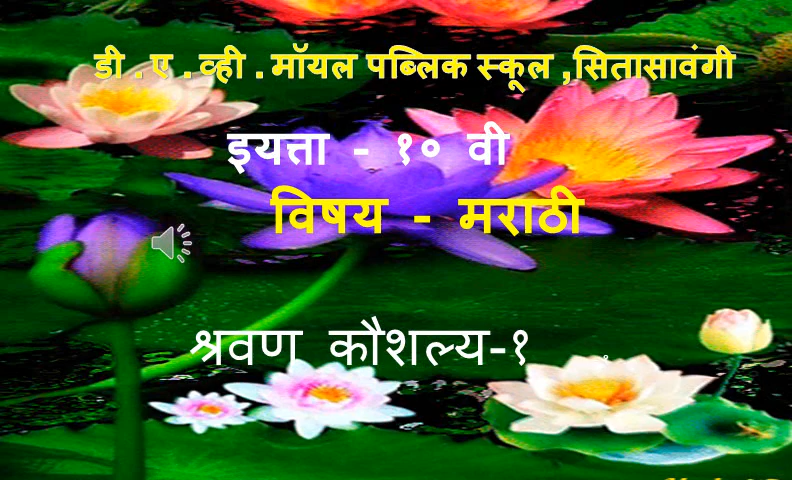 डी . ए . व्ही . मॉयल पब्लिक स्कूल ,सितासावंगी
इयत्ता - १० वी
विषय - मराठी
श्रवण कौशल्य-१